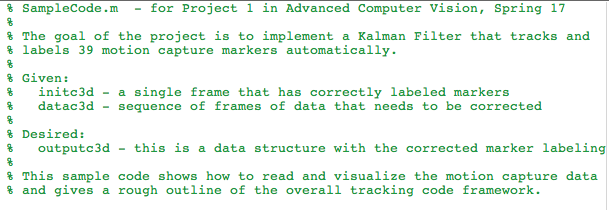 % SampleCode.m  - for Project 1 in Advanced Computer Vision, Spring 17
%
% The goal of the project is to implement a Kalman Filter that tracks and
% labels 39 motion capture markers automatically.
%
% Given:
%   initc3d - a single frame that has correctly labeled markers
%   datac3d - sequence of frames of data that needs to be corrected
%
% Desired:
%   outputc3d - this is a data structure with the corrected marker labeling
%
% This sample code shows how to read and visualize the motion capture data
% and gives a rough outline of the overall tracking code framework.